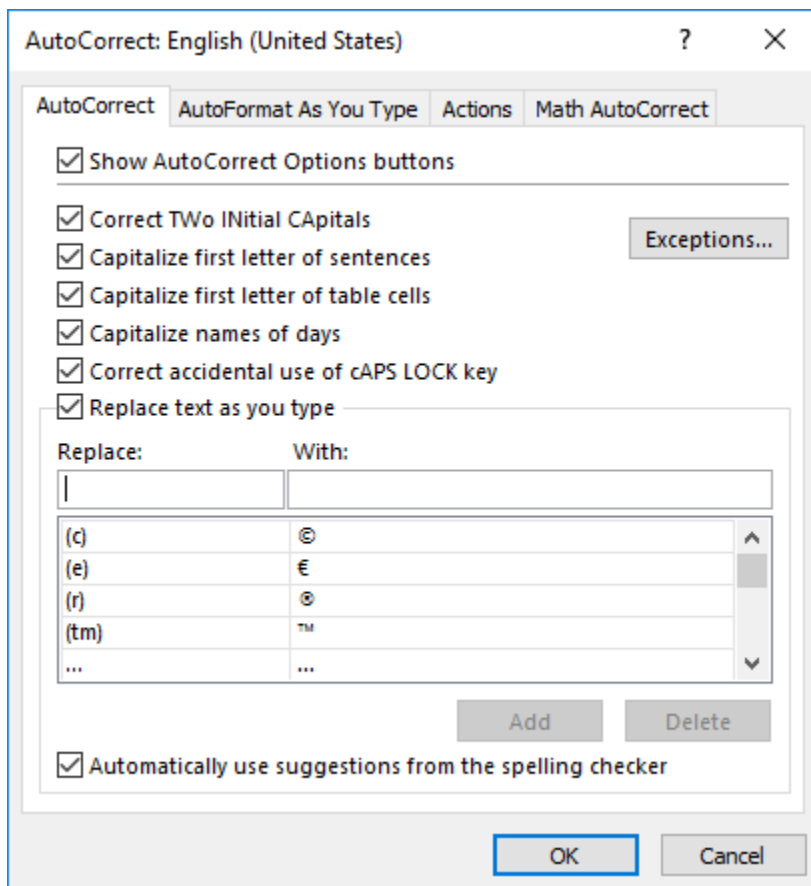 AutoCorrect: English (United States) ?
AutoCorrect AutoFormat As You Type Actions Math AutoCorrect
Show AutoCorrect Options buttons
Correct TWo INitial CApitals
Exceptions...
Capitalize first letter of sentences
Capitalize first letter of table cells
Capitalize names of days
Correct accidental use of cAPS LOCK key
Replace text as you type
Replace: With:
(c) ©
(e) €
(r) ®
(tm) ™
... ...
Add Delete
Automatically use suggestions from the spelling checker
OK Cancel